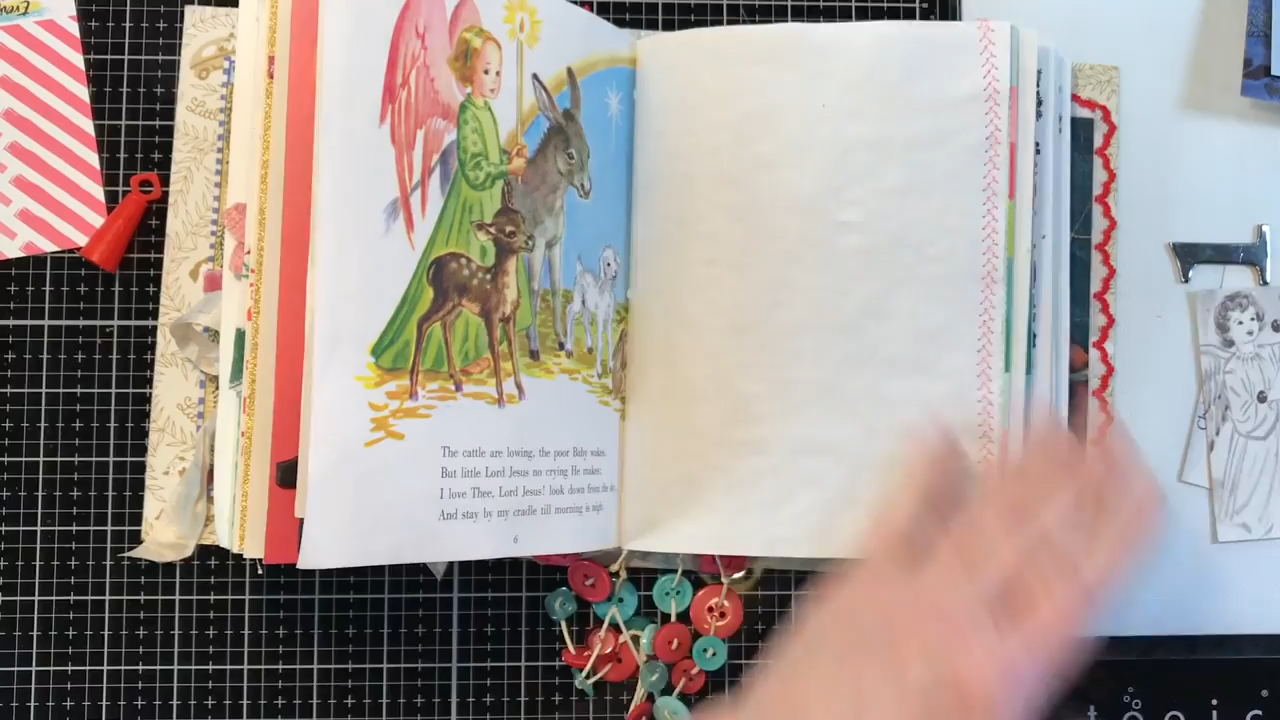 The cattle are lowing, the poor Baby wakes.
But little Lord Jesus no crying He makes;
I love Thee, Lord Jesus! look down from the
And stay by my cradle till morning is nigh.
6